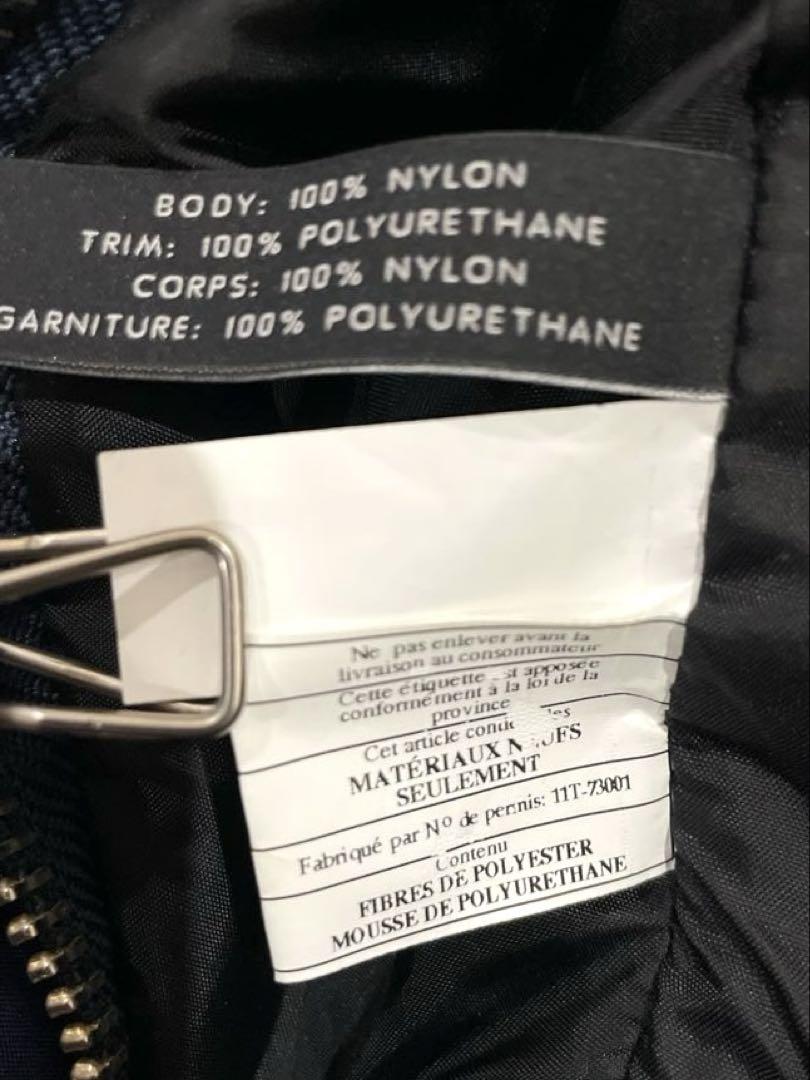 BODY: 100% NYLON
TRIM: 100% POLYURETHANE
CORPS: 100% NYLON
GARNITURE: 100% POLYURETHANE
Ne pas enlever avant la
livraison au consommateur
Cette étiquette est apposée
conformément à la loi de la
province
Cet article
MATÉRIAUX NEUFS
SEULEMENT
Fabriqué par Nº de permis: 11T-73001
Contenu
FIBRES DE POLYESTER
MOUSSE DE POLYURETHANE